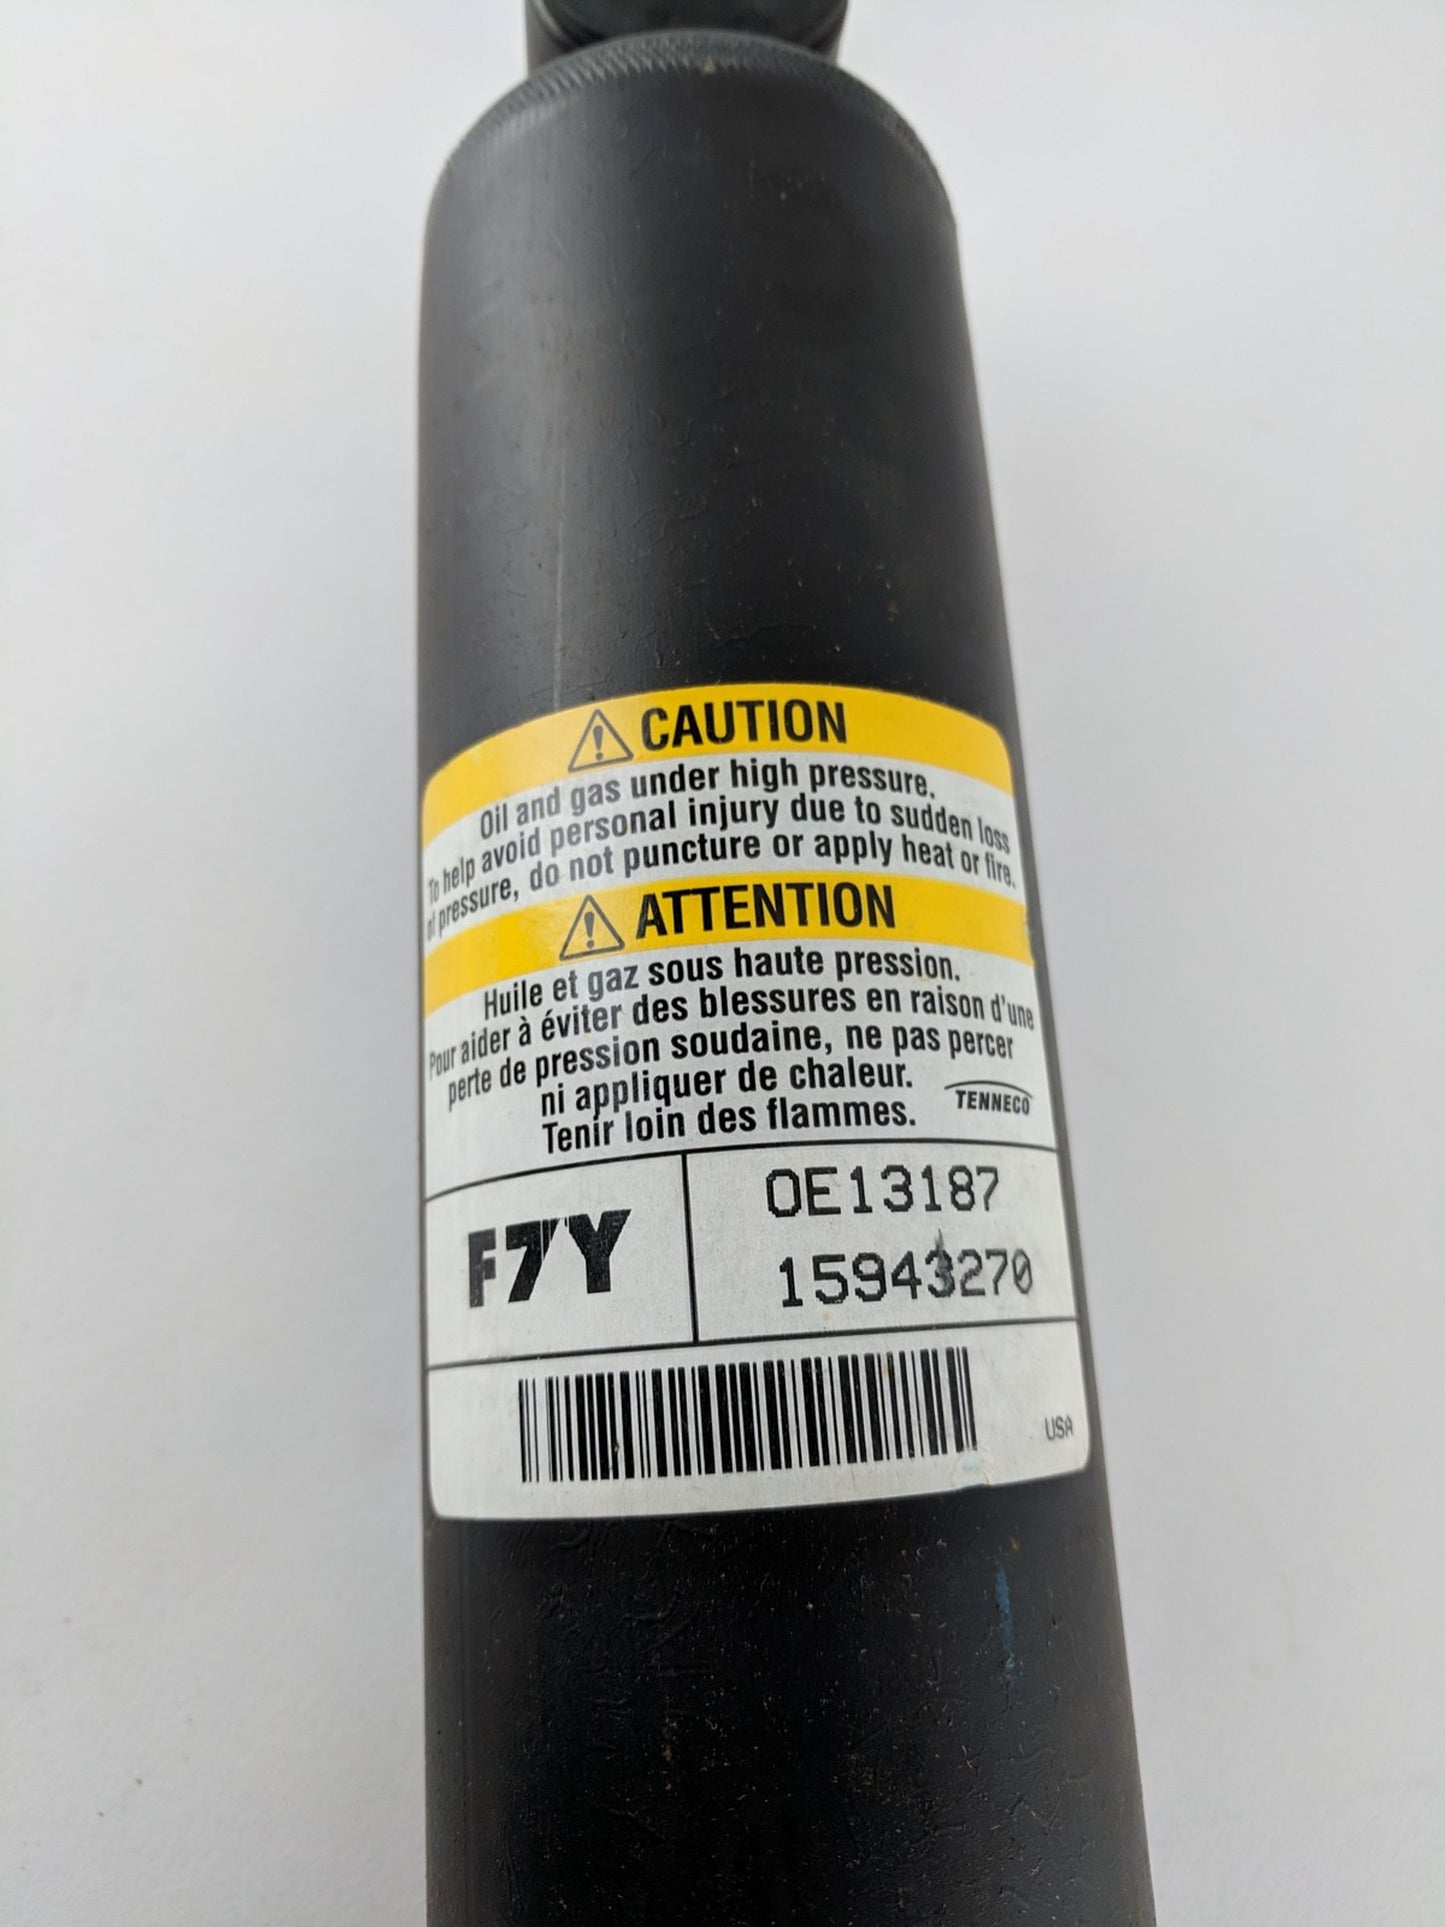 CAUTION
Oil and gas under high pressure.
To help avoid personal injury due to sudden loss
of pressure, do not puncture or apply heat or fire.
ATTENTION
Huile et gaz sous haute pression.
Pour aider à éviter des blessures en raison d'une
perte de pression soudaine, ne pas percer
ni appliquer de chaleur.
Tenir loin des flammes.
TENNECO
F7Y
OE13187
15943270
USA